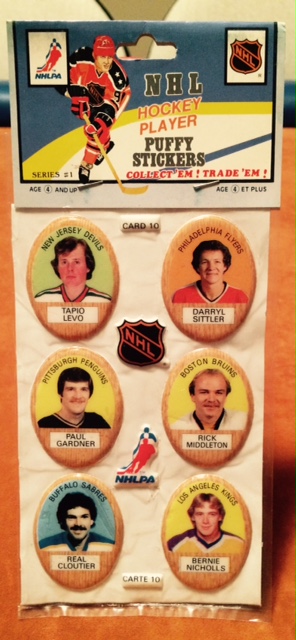 NHLPA
NHL
NHL
HOCKEY
PLAYER
PUFFY
STICKERS
COLLECT 'EM! TRADE 'EM!
SERIES #1
AGE 4 AND UP
AGE 4 ET PLUS
CARD 10
NEW JERSEY DEVILS
TAPIO
LEVO
PHILADELPHIA FLYERS
DARRYL
SITTLER
NHL
PITTSBURGH PENGUINS
PAUL
GARDNER
BOSTON BRUINS
RICK
MIDDLETON
NHLPA
BUFFALO SABRES
REAL
CLOUTIER
LOS ANGELES KINGS
BERNIE
NICHOLLS
CARTE 10